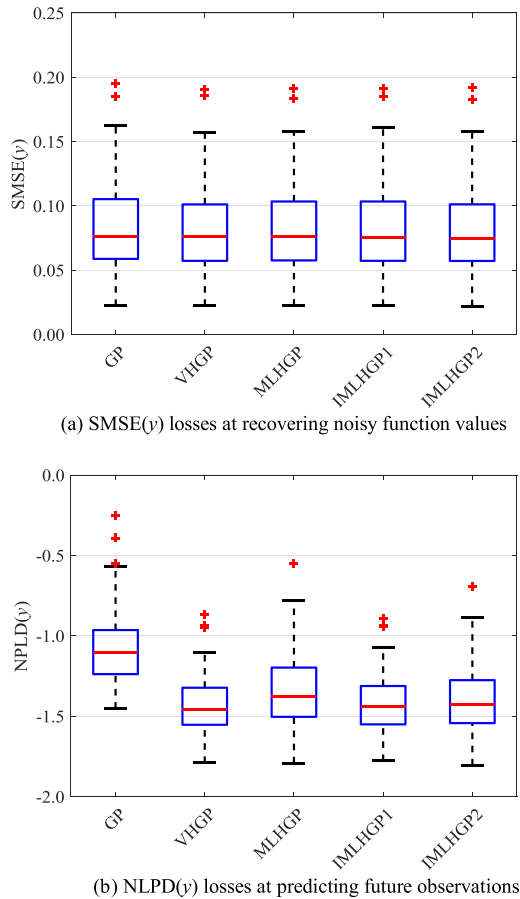 0.25
0.20
0.15
0.10
0.05
0.00
SMSE(y)
GP
VHGP
MLHGP
IMLHGP1
IMLHGP2
(a) SMSE(y) losses at recovering noisy function values
0.0
-0.5
-1.0
-1.5
-2.0
NPLD(y)
GP
VHGP
MLHGP
IMLHGP1
IMLHGP2
(b) NLPD(y) losses at predicting future observations